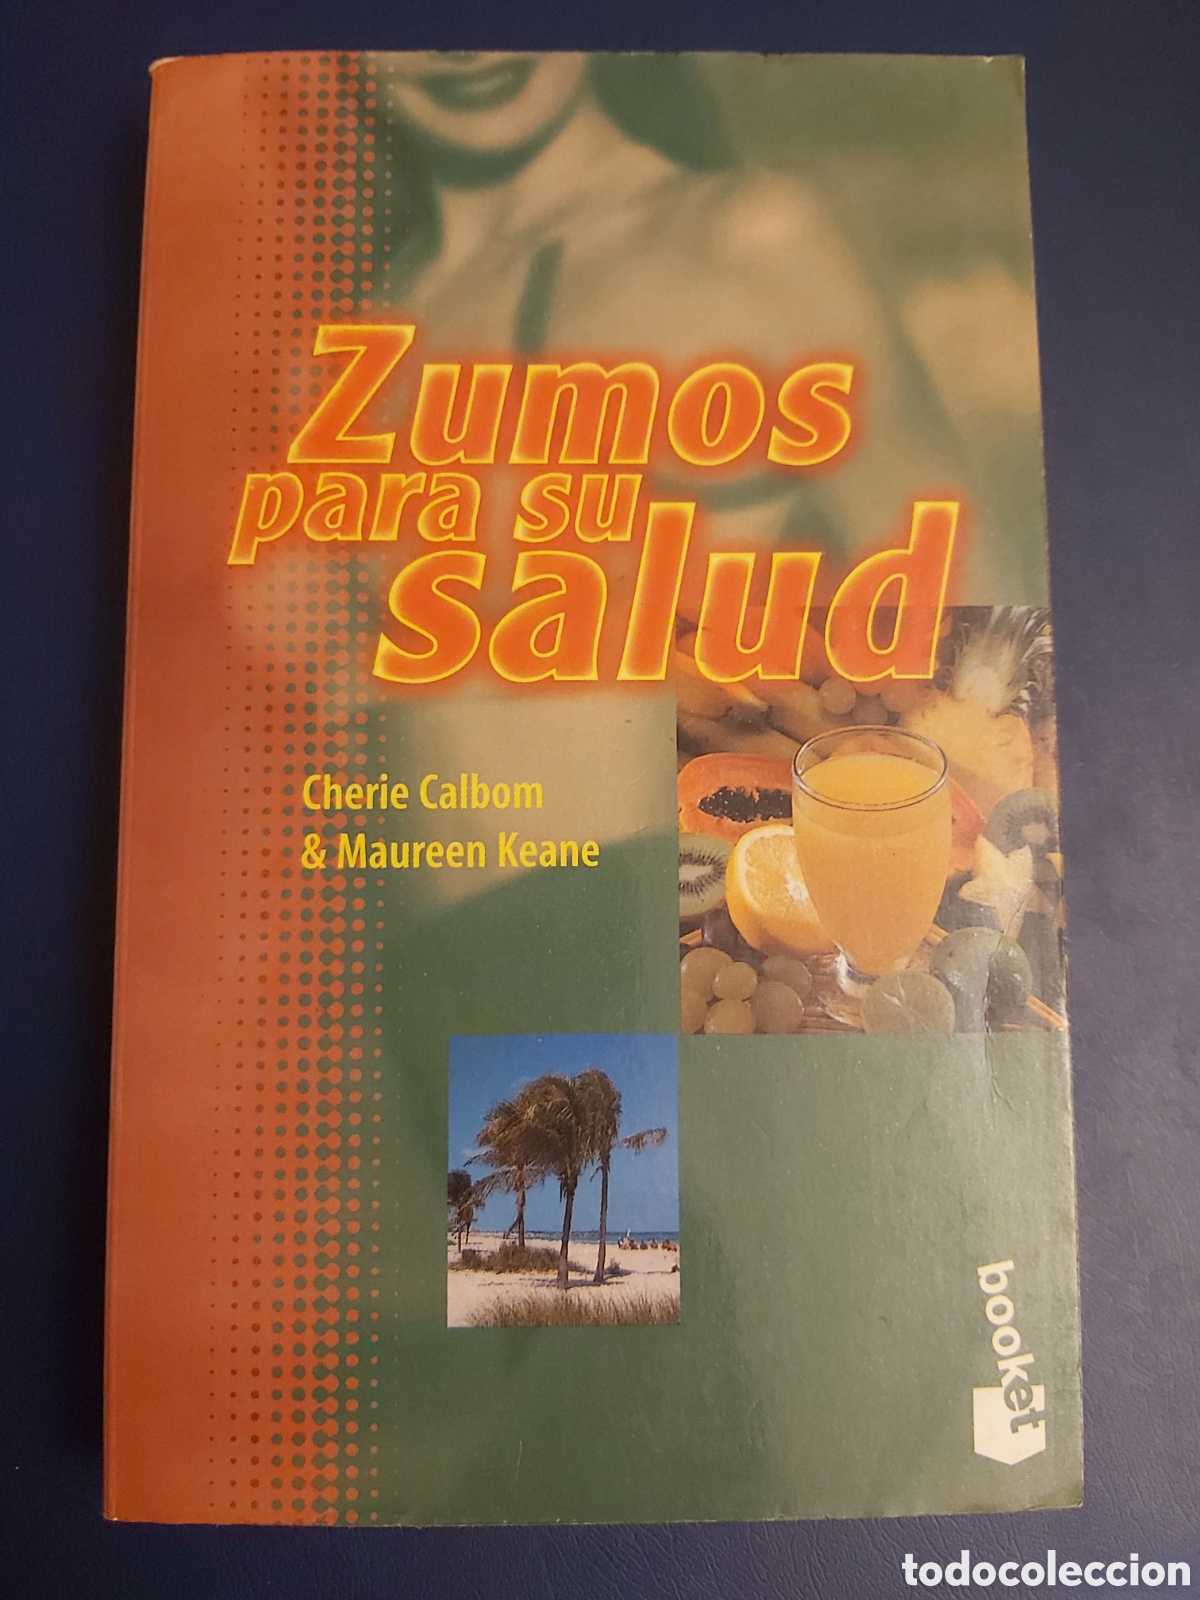 Zumos
para su
salud
Cherie Calbom
& Maureen Keane
booket
todocoleccion